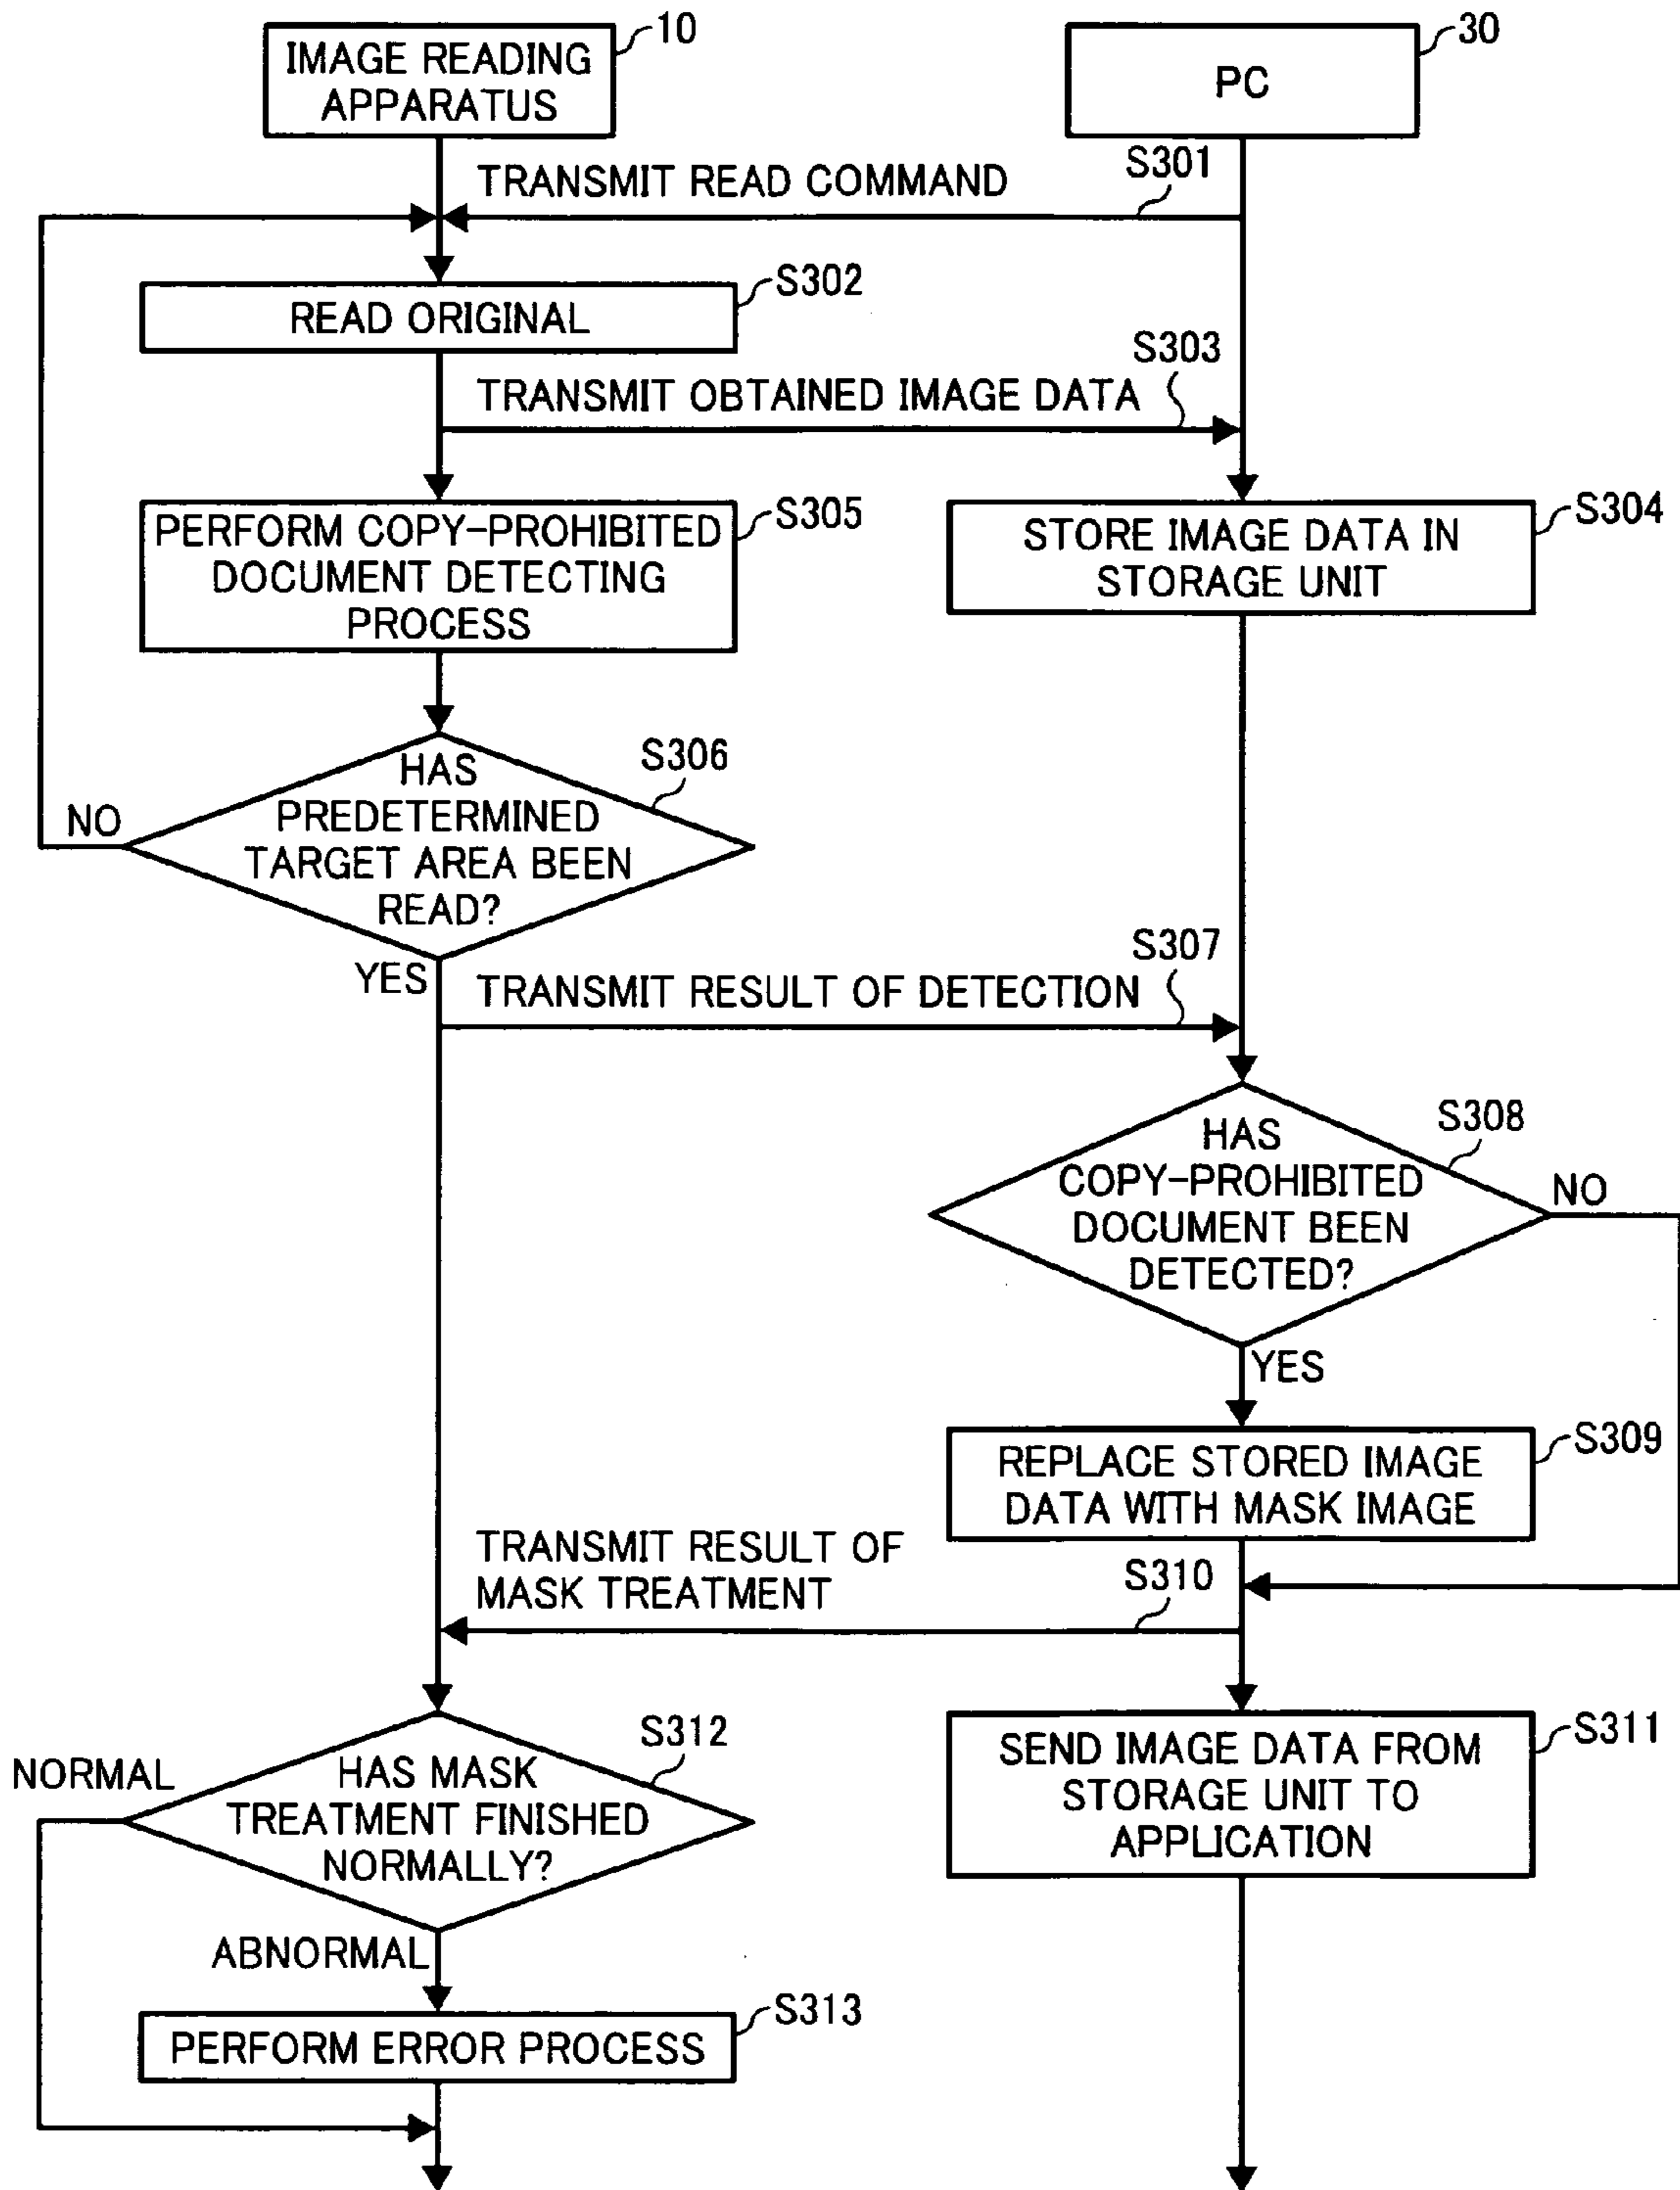 IMAGE READING
APPARATUS
10
PC
30
TRANSMIT READ COMMAND
S301
READ ORIGINAL
S302
TRANSMIT OBTAINED IMAGE DATA
S303
PERFORM COPY-PROHIBITED
DOCUMENT DETECTING
PROCESS
S305
STORE IMAGE DATA IN
STORAGE UNIT
S304
HAS
PREDETERMINED
TARGET AREA BEEN
READ?
S306
NO
YES
TRANSMIT RESULT OF DETECTION
S307
HAS
COPY-PROHIBITED
DOCUMENT BEEN
DETECTED?
S308
NO
YES
REPLACE STORED IMAGE
DATA WITH MASK IMAGE
S309
TRANSMIT RESULT OF
MASK TREATMENT
S310
HAS MASK
TREATMENT FINISHED
NORMALLY?
S312
NORMAL
ABNORMAL
SEND IMAGE DATA FROM
STORAGE UNIT TO
APPLICATION
S311
PERFORM ERROR PROCESS
S313